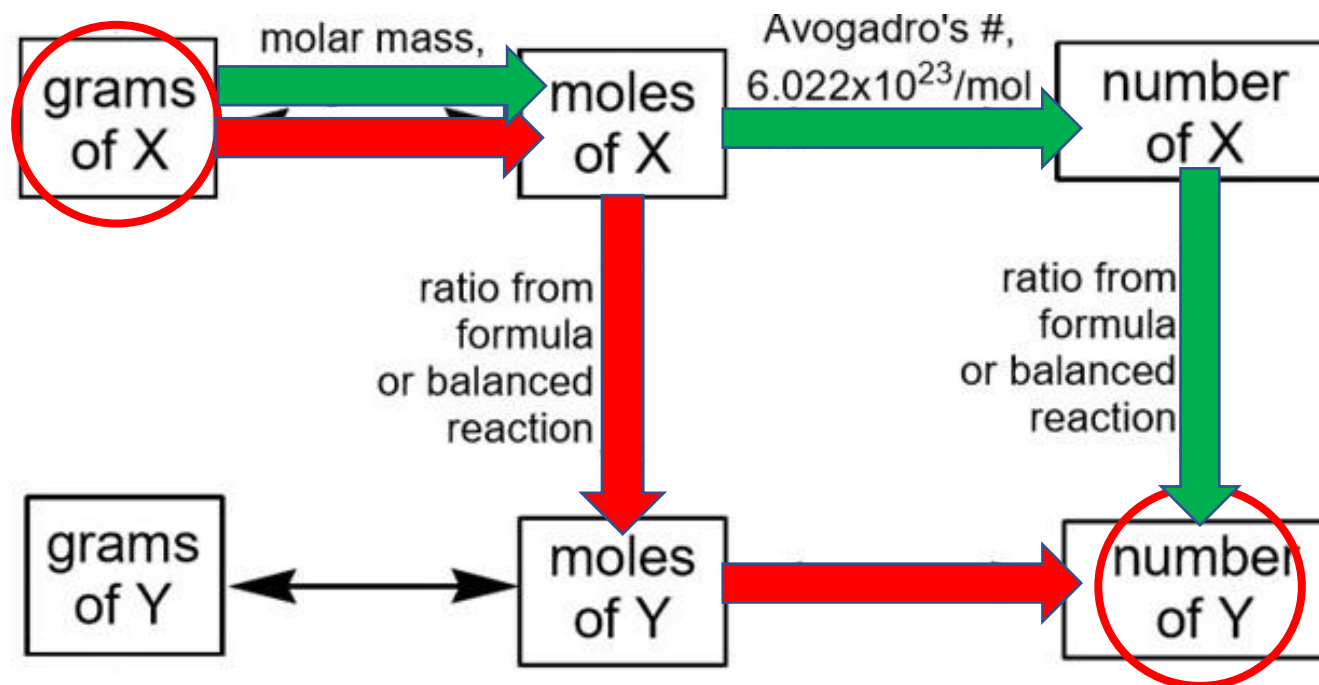 grams
of X
molar mass,
moles
of X
Avogadro's #,
6.022x10²³/mol
number
of X
ratio from
formula
or balanced
reaction
ratio from
formula
or balanced
reaction
grams
of Y
moles
of Y
number
of Y